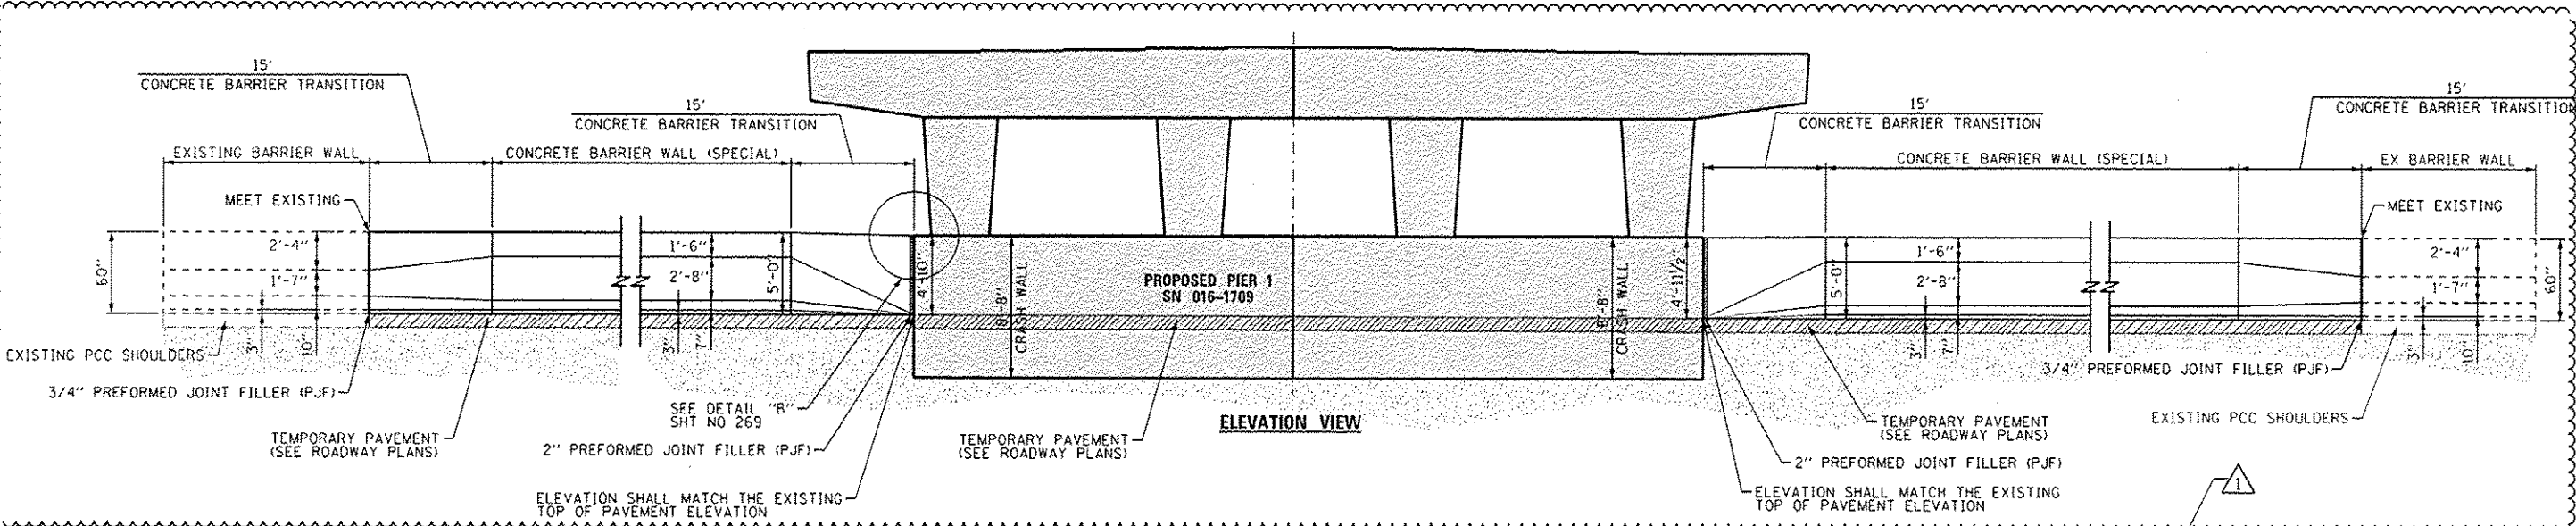 15'
CONCRETE BARRIER TRANSITION
15'
CONCRETE BARRIER TRANSITION
EXISTING BARRIER WALL
CONCRETE BARRIER WALL (SPECIAL)
MEET EXISTING
60"
2'-4"
1'-7"
3"
10"
1'-6"
2'-8"
5'-0"
3"
7"
4'-10"
8'-8"
CRASH WALL
EXISTING PCC SHOULDERS
3/4" PREFORMED JOINT FILLER (PJF)
TEMPORARY PAVEMENT
(SEE ROADWAY PLANS)
SEE DETAIL "B"
SHT NO 269
2" PREFORMED JOINT FILLER (PJF)
ELEVATION SHALL MATCH THE EXISTING
TOP OF PAVEMENT ELEVATION
PROPOSED PIER 1
SN 016-1709
TEMPORARY PAVEMENT
(SEE ROADWAY PLANS)
ELEVATION VIEW
15'
CONCRETE BARRIER TRANSITION
15'
CONCRETE BARRIER TRANSITION
CONCRETE BARRIER WALL (SPECIAL)
EX BARRIER WALL
MEET EXISTING
8'-8"
CRASH WALL
4'-11½"
5'-0"
1'-6"
2'-8"
3"
7"
2'-4"
1'-7"
60"
3"
10"
3/4" PREFORMED JOINT FILLER (PJF)
TEMPORARY PAVEMENT
(SEE ROADWAY PLANS)
EXISTING PCC SHOULDERS
2" PREFORMED JOINT FILLER (PJF)
ELEVATION SHALL MATCH THE EXISTING
TOP OF PAVEMENT ELEVATION
1